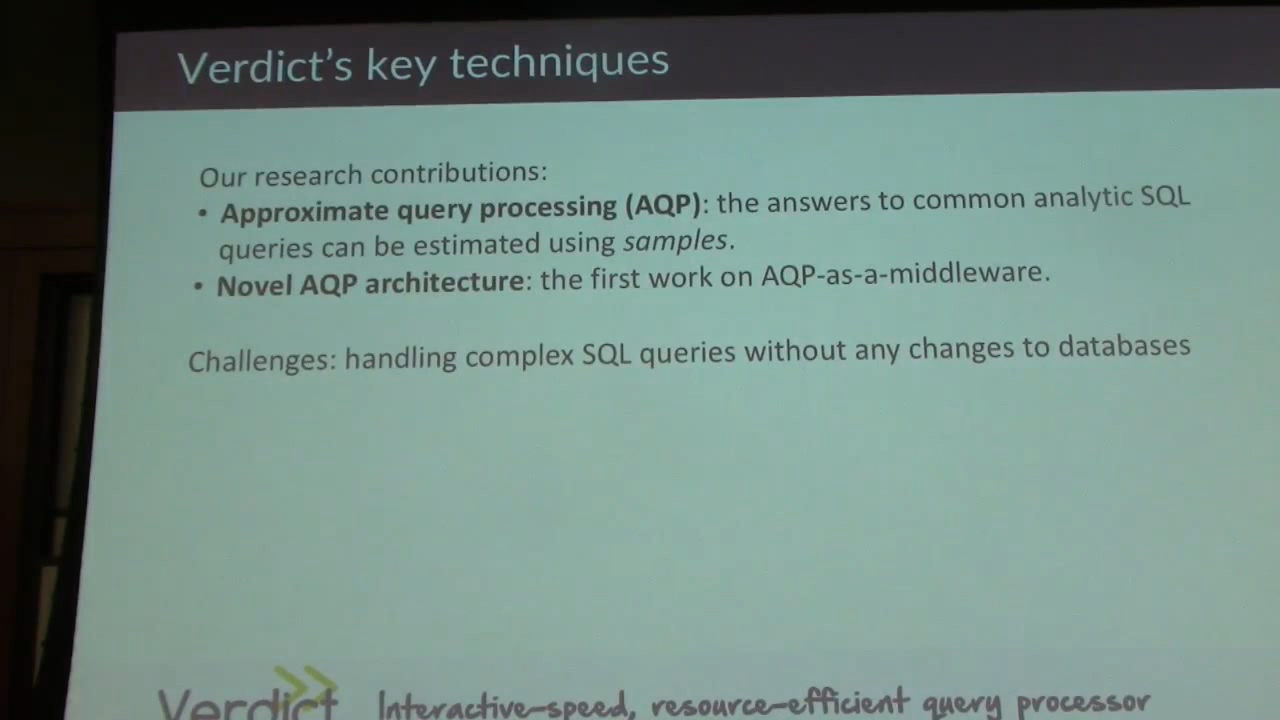 Verdict's key techniques
Our research contributions:
• Approximate query processing (AQP): the answers to common analytic SQL
queries can be estimated using samples.
• Novel AQP architecture: the first work on AQP-as-a-middleware.
Challenges: handling complex SQL queries without any changes to databases
Verdict Interactive-speed, resource-efficient query processor